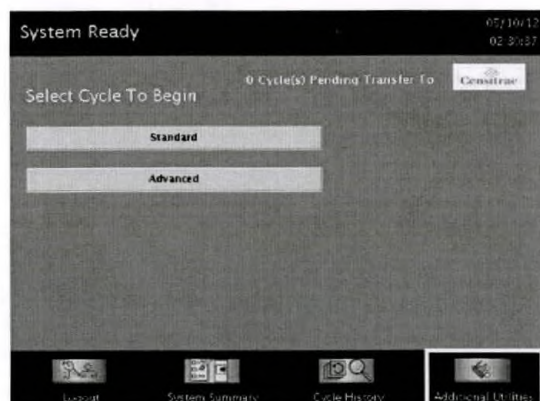 System Ready
05/10/12
02:30:37
0 Cycle(s) Pending Transfer To
Censitrac
Select Cycle To Begin
Standard
Advanced
Logout
System Summary
Cycle History
Additional Utilities